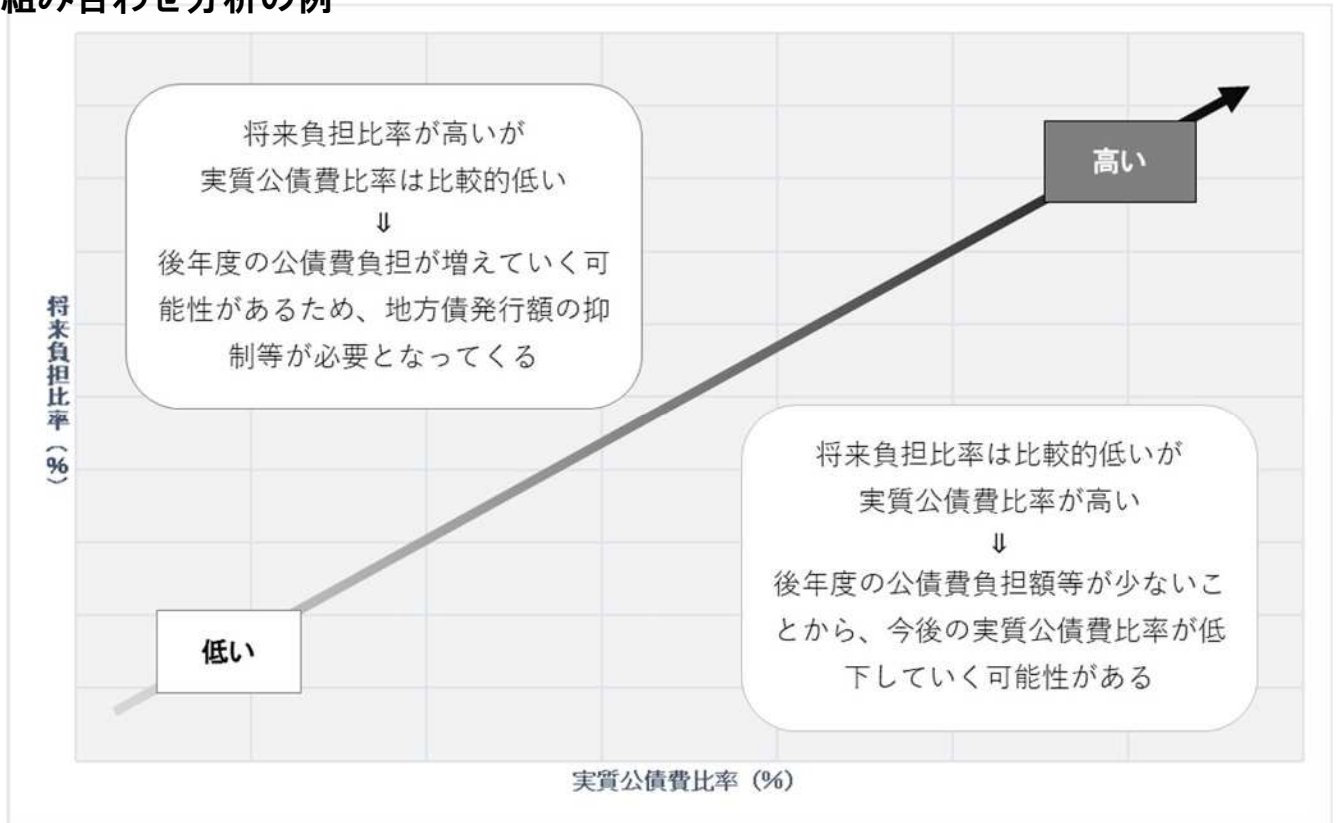 組み合わせ分析の例
将来負担比率が高いが
実質公債費比率は比較的低い
⇓
後年度の公債費負担が増えていく可
能性があるため、地方債発行額の抑
制等が必要となってくる
高い
将来負担比率(%)
将来負担比率は比較的低いが
実質公債費比率が高い
⇓
後年度の公債費負担額等が少ないこ
とから、今後の実質公債費比率が低
下していく可能性がある
低い
実質公債費比率(%)